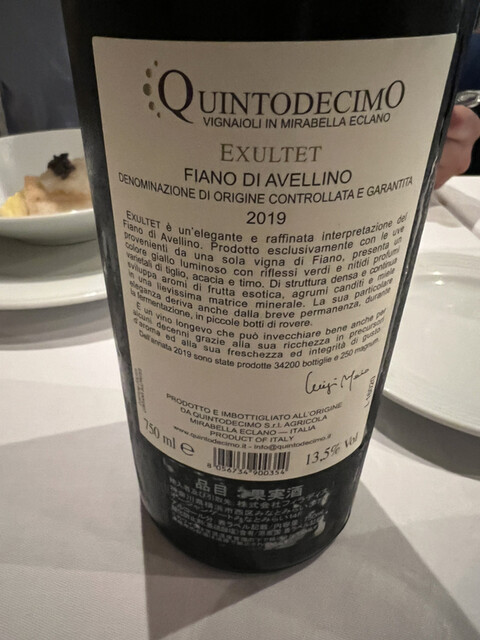 QUINTODECIMO
VIGNAIOLI IN MIRABELLA ECLANO
EXULTET
FIANO DI AVELLINO
DENOMINAZIONE DI ORIGINE CONTROLLATA E GARANTITA
2019
EXULTET è un'elegante e raffinata interpretazione del
Fiano di Avellino. Prodotto esclusivamente con le uve
provenienti da una sola vigna di Fiano, presenta un
colore giallo luminoso con riflessi verdi e nitidi profumi
varietali di tiglio, acacia e timo. Di struttura densa e continua
sviluppa aromi di frutta esotica, agrumi canditi e miele
in una lievissima matrice minerale. La sua particolare
eleganza deriva anche dalla breve permanenza, durante
la fermentazione, in piccole botti di rovere.
È un vino longevo che può invecchiare bene anche per
alcuni decenni grazie alla sua ricchezza in precursori
d'aroma ed alla sua freschezza ed integrità di gusto.
Dell'annata 2019 sono state prodotte 34200 bottiglie e 250 magnum.
PRODOTTO E IMBOTTIGLIATO ALL'ORIGINE
DA QUINTODECIMO S.r.l. AGRICOLA
MIRABELLA ECLANO — ITALIA
PRODUCT OF ITALY
www.quintodecimo.it - info@quintodecimo.it
750 ml e
13.5% Vol
8 056734 900354
品目 果実酒